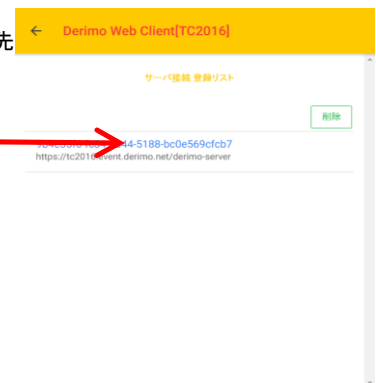 先
← Derimo Web Client[TC2016]
サーバ接続 登録リスト
削除
44-5188-bc0e569cfcb7
https://tc2016.event.derimo.net/derimo-server